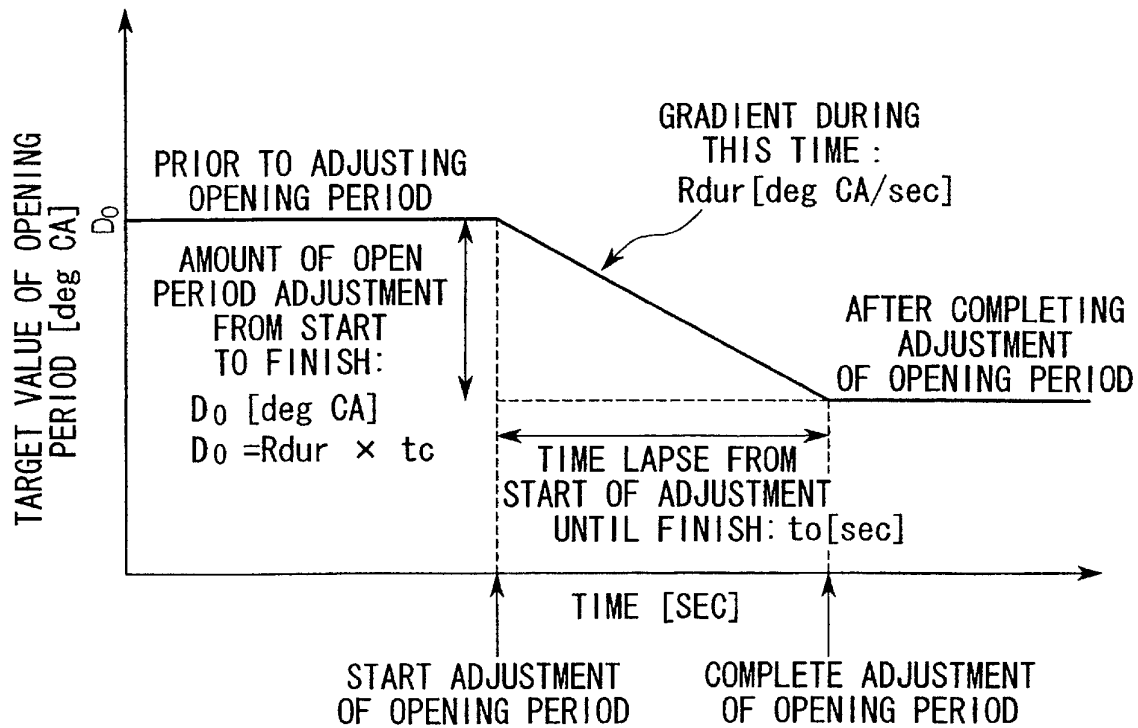 TARGET VALUE OF OPENING
PERIOD [deg CA]
D0
PRIOR TO ADJUSTING
OPENING PERIOD
AMOUNT OF OPEN
PERIOD ADJUSTMENT
FROM START
TO FINISH:
D0 [deg CA]
D0 =Rdur × tc
GRADIENT DURING
THIS TIME:
Rdur[deg CA/sec]
AFTER COMPLETING
ADJUSTMENT
OF OPENING PERIOD
TIME LAPSE FROM
START OF ADJUSTMENT
UNTIL FINISH: to[sec]
TIME [SEC]
START ADJUSTMENT
OF OPENING PERIOD
COMPLETE ADJUSTMENT
OF OPENING PERIOD